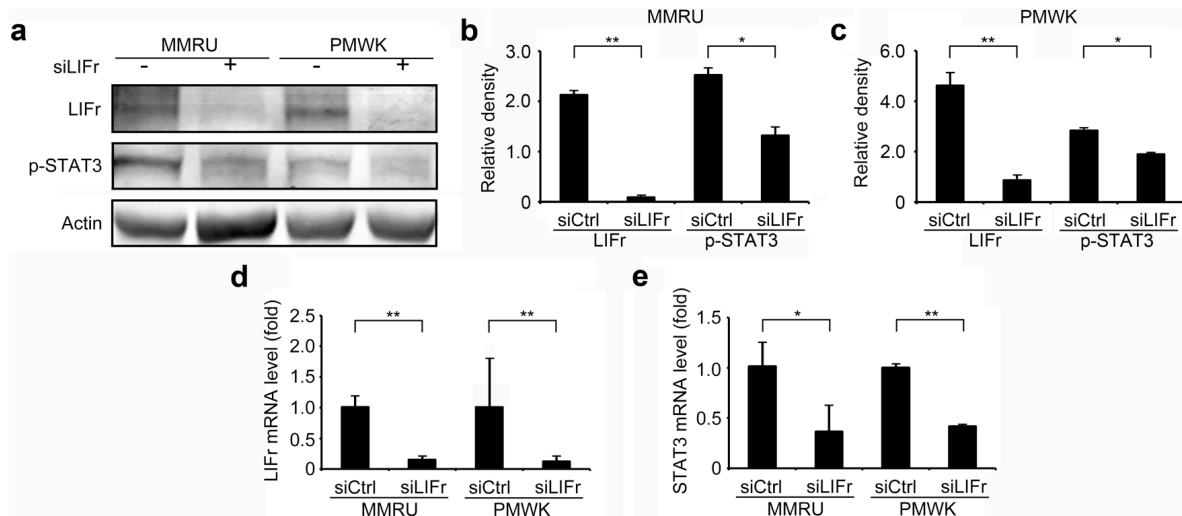 a
MMRU PMWK
siLIFr - + - +
LIFr
p-STAT3
Actin
b
MMRU
Relative density
3.0
2.0
1.0
0
**
*
siCtrl siLIFr siCtrl siLIFr
LIFr p-STAT3
c
PMWK
Relative density
6.0
4.0
2.0
0
**
*
siCtrl siLIFr siCtrl siLIFr
LIFr p-STAT3
d
LIFr mRNA level (fold)
2.5
2.0
1.5
1.0
0.5
0
**
**
siCtrl siLIFr siCtrl siLIFr
MMRU PMWK
e
STAT3 mRNA level (fold)
1.5
1.0
0.5
0
*
**
siCtrl siLIFr siCtrl siLIFr
MMRU PMWK